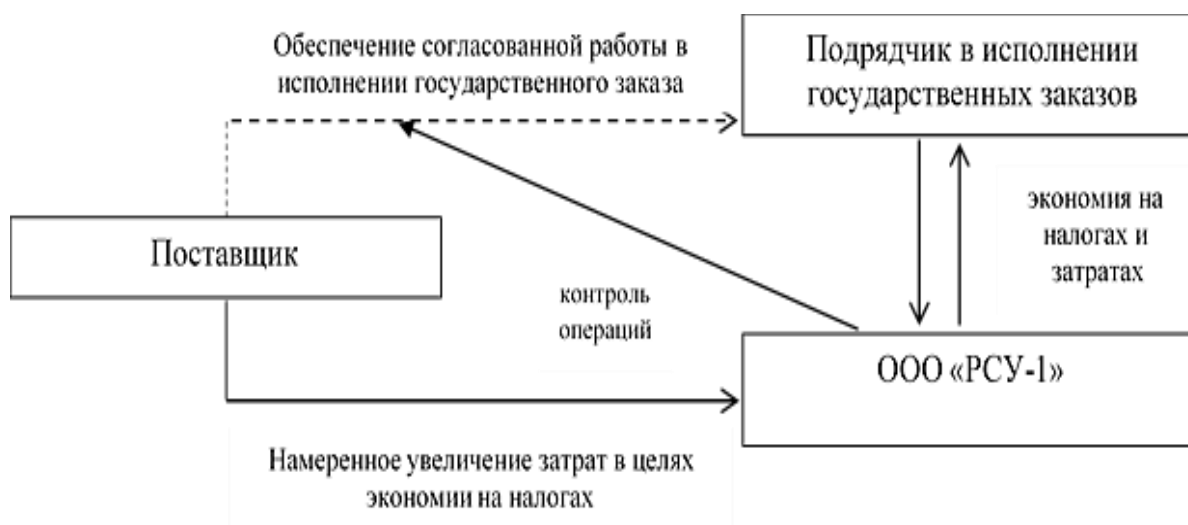 Обеспечение согласованной работы в
исполнении государственного заказа
Подрядчик в исполнении
государственных заказов
экономия на
налогах и
затратах
Поставщик
контроль
операций
ООО «РСУ-1»
Намеренное увеличение затрат в целях
экономии на налогах